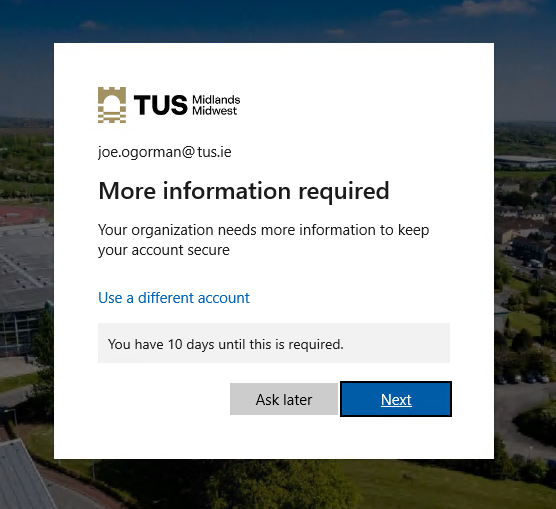 TUS Midlands
Midwest
joe.ogorman@tus.ie
More information required
Your organization needs more information to keep
your account secure
Use a different account
You have 10 days until this is required.
Ask later
Next